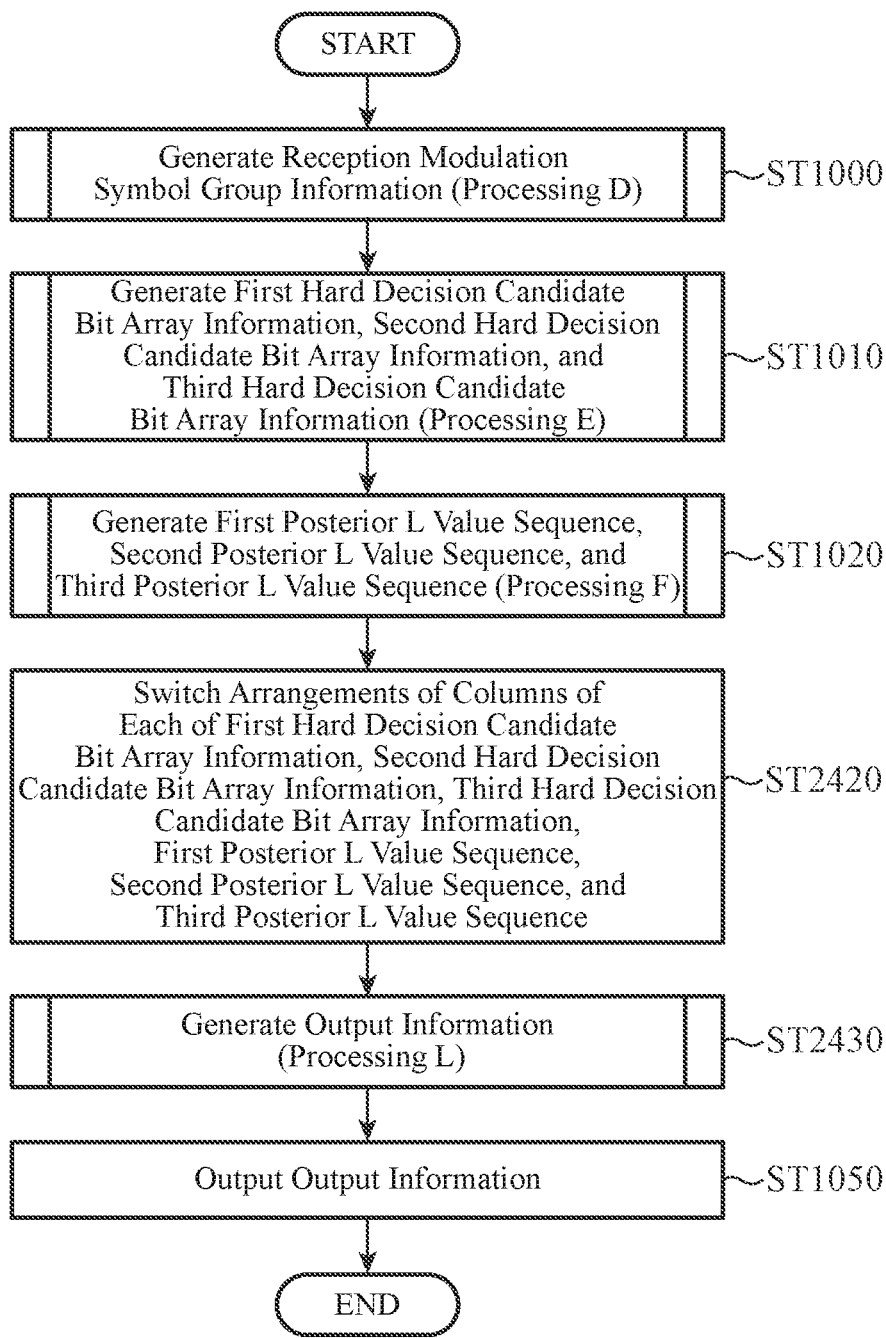 START
Generate Reception Modulation
Symbol Group Information (Processing D)
ST1000
Generate First Hard Decision Candidate
Bit Array Information, Second Hard Decision
Candidate Bit Array Information, and
Third Hard Decision Candidate
Bit Array Information (Processing E)
ST1010
Generate First Posterior L Value Sequence,
Second Posterior L Value Sequence, and
Third Posterior L Value Sequence (Processing F)
ST1020
Switch Arrangements of Columns of
Each of First Hard Decision Candidate
Bit Array Information, Second Hard Decision
Candidate Bit Array Information, Third Hard Decision
Candidate Bit Array Information,
First Posterior L Value Sequence,
Second Posterior L Value Sequence, and
Third Posterior L Value Sequence
ST2420
Generate Output Information
(Processing L)
ST2430
Output Output Information
ST1050
END